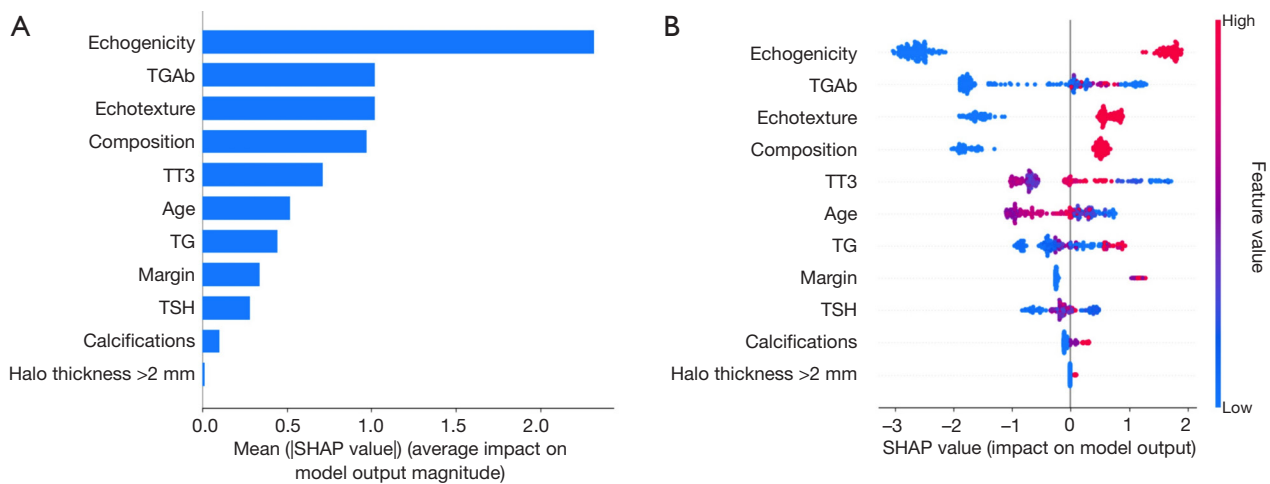 A
Echogenicity
TGAb
Echotexture
Composition
TT3
Age
TG
Margin
TSH
Calcifications
Halo thickness >2 mm
0.0 0.5 1.0 1.5 2.0
Mean (|SHAP value|) (average impact on
model output magnitude)
B
High
Echogenicity
TGAb
Echotexture
Composition
TT3
Age
TG
Margin
TSH
Calcifications
Halo thickness >2 mm
Feature value
Low
−3 −2 −1 0 1 2
SHAP value (impact on model output)